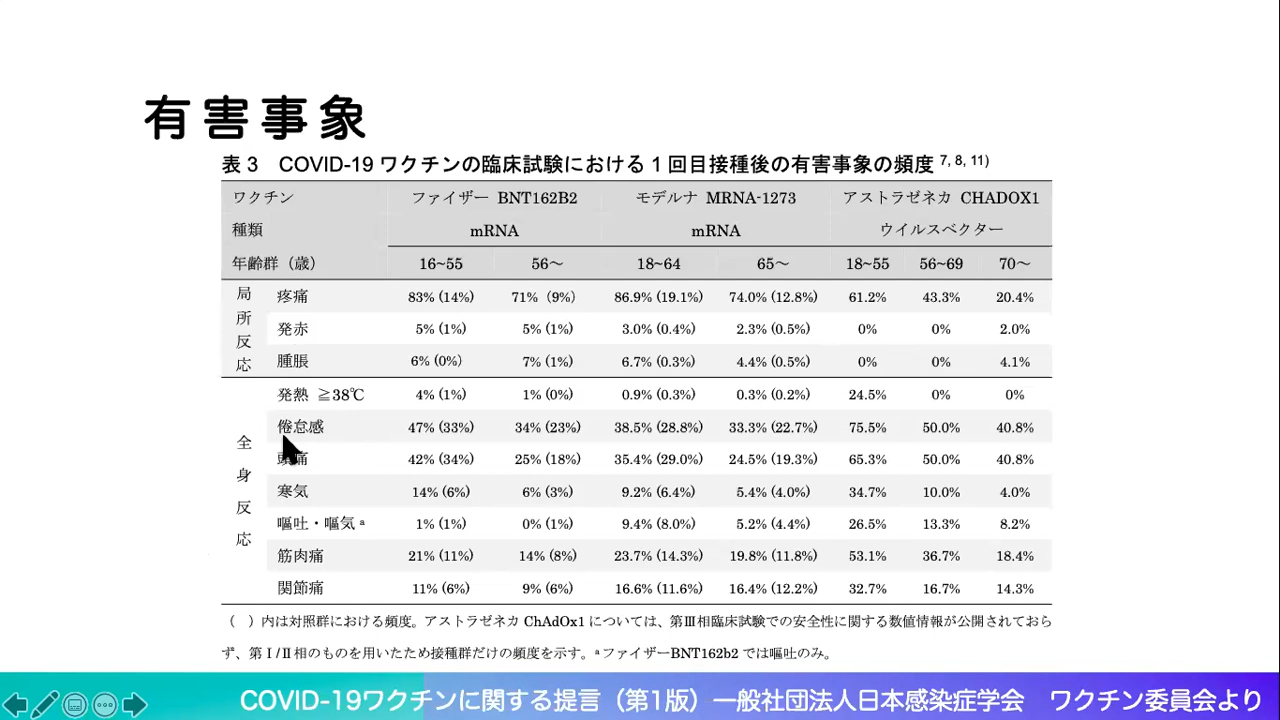 有害事象
表 3　COVID-19 ワクチンの臨床試験における 1 回目接種後の有害事象の頻度 7, 8, 11)
ワクチン ファイザー BNT162B2 モデルナ MRNA-1273 アストラゼネカ CHADOX1
種類 mRNA mRNA ウイルスベクター
年齢群（歳） 16~55 56～ 18~64 65～ 18~55 56~69 70～
局所反応
疼痛 83% (14%) 71%（9%） 86.9% (19.1%) 74.0% (12.8%) 61.2% 43.3% 20.4%
発赤 5% (1%) 5% (1%) 3.0% (0.4%) 2.3% (0.5%) 0% 0% 2.0%
腫脹 6% (0%) 7% (1%) 6.7% (0.3%) 4.4% (0.5%) 0% 0% 4.1%
全身反応
発熱 ≧38℃ 4% (1%) 1% (0%) 0.9% (0.3%) 0.3% (0.2%) 24.5% 0% 0%
倦怠感 47% (33%) 34% (23%) 38.5% (28.8%) 33.3% (22.7%) 75.5% 50.0% 40.8%
頭痛 42% (34%) 25% (18%) 35.4% (29.0%) 24.5% (19.3%) 65.3% 50.0% 40.8%
寒気 14% (6%) 6% (3%) 9.2% (6.4%) 5.4% (4.0%) 34.7% 10.0% 4.0%
嘔吐・嘔気 a 1% (1%) 0% (1%) 9.4% (8.0%) 5.2% (4.4%) 26.5% 13.3% 8.2%
筋肉痛 21% (11%) 14% (8%) 23.7% (14.3%) 19.8% (11.8%) 53.1% 36.7% 18.4%
関節痛 11% (6%) 9% (6%) 16.6% (11.6%) 16.4% (12.2%) 32.7% 16.7% 14.3%
（　）内は対照群における頻度。アストラゼネカ ChAdOx1 については、第Ⅲ相臨床試験での安全性に関する数値情報が公開されておら
ず、第Ⅰ/Ⅱ相のものを用いたため接種群だけの頻度を示す。a ファイザーBNT162b2 では嘔吐のみ。
COVID-19ワクチンに関する提言（第1版）一般社団法人日本感染症学会　ワクチン委員会より